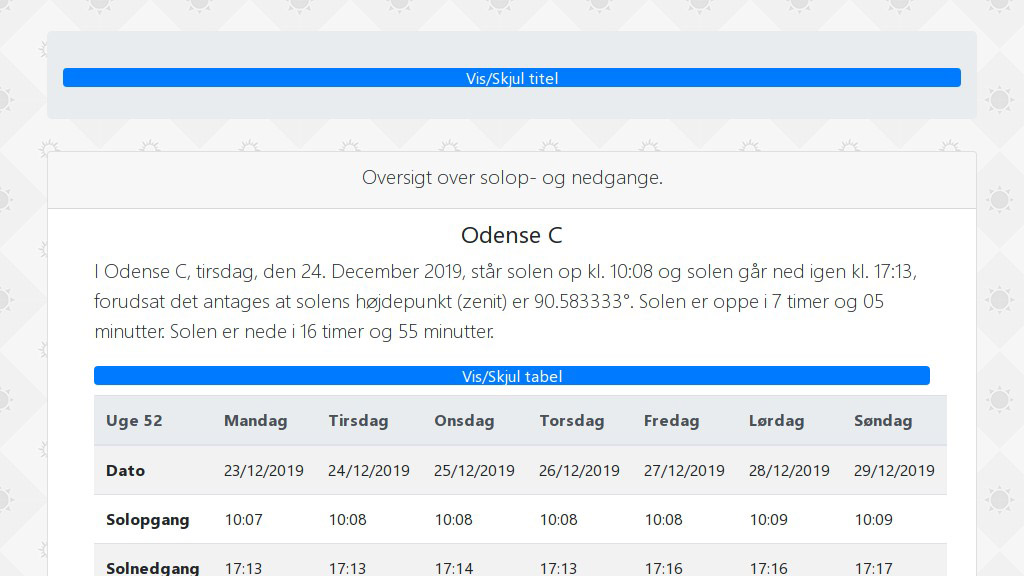 Vis/Skjul titel
Oversigt over solop- og nedgange.
Odense C
I Odense C, tirsdag, den 24. December 2019, står solen op kl. 10:08 og solen går ned igen kl. 17:13,
forudsat det antages at solens højdepunkt (zenit) er 90.583333°. Solen er oppe i 7 timer og 05
minutter. Solen er nede i 16 timer og 55 minutter.
Vis/Skjul tabel
Uge 52 Mandag Tirsdag Onsdag Torsdag Fredag Lørdag Søndag
Dato 23/12/2019 24/12/2019 25/12/2019 26/12/2019 27/12/2019 28/12/2019 29/12/2019
Solopgang 10:07 10:08 10:08 10:08 10:08 10:09 10:09
Solnedgang 17:13 17:13 17:14 17:13 17:16 17:16 17:17